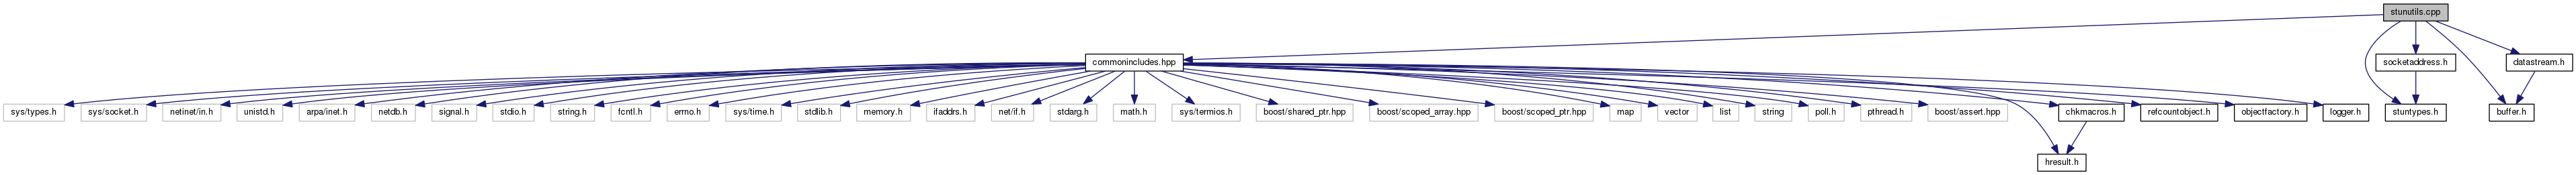 stunutils.cpp
commonincludes.hpp
socketaddress.h
datastream.h
sys/types.h
sys/socket.h
netinet/in.h
unistd.h
arpa/inet.h
netdb.h
signal.h
stdio.h
string.h
fcntl.h
errno.h
sys/time.h
stdlib.h
memory.h
ifaddrs.h
net/if.h
stdarg.h
math.h
sys/termios.h
boost/shared_ptr.hpp
boost/scoped_array.hpp
boost/scoped_ptr.hpp
map
vector
list
string
poll.h
pthread.h
boost/assert.hpp
chkmacros.h
refcountobject.h
objectfactory.h
logger.h
stuntypes.h
buffer.h
hresult.h